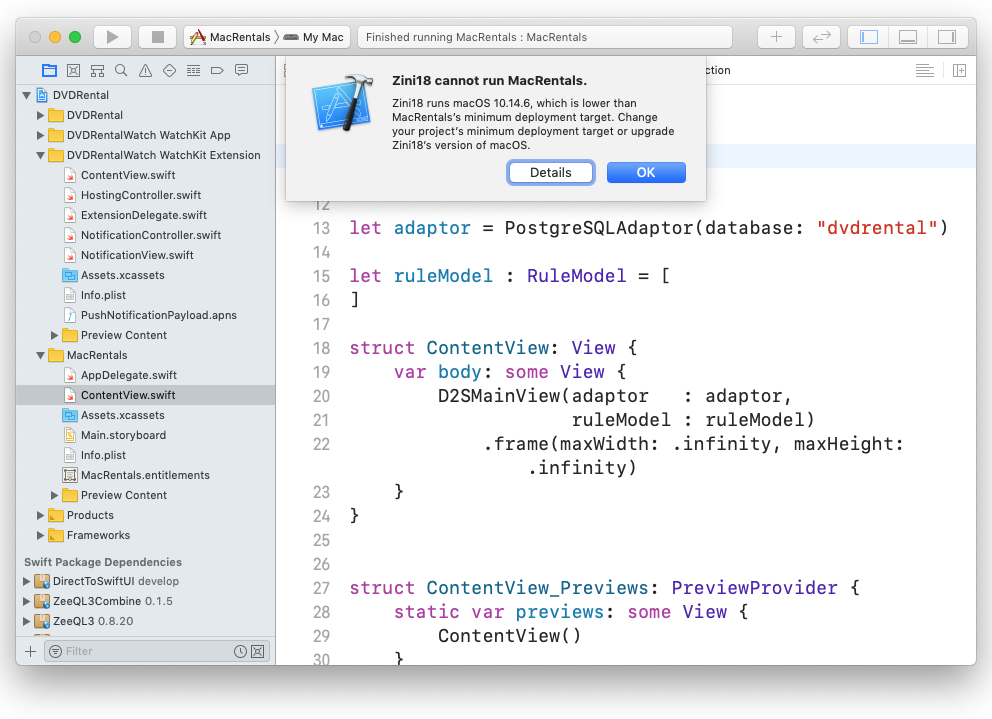 MacRentals
My Mac
Finished running MacRentals : MacRentals
ction
Zini18 cannot run MacRentals.
Zini18 runs macOS 10.14.6, which is lower than
MacRentals's minimum deployment target. Change
your project's minimum deployment target or upgrade
Zini18's version of macOS.
Details
OK
DVDRental
DVDRental
DVDRentalWatch WatchKit App
DVDRentalWatch WatchKit Extension
ContentView.swift
HostingController.swift
ExtensionDelegate.swift
NotificationController.swift
NotificationView.swift
Assets.xcassets
Info.plist
PushNotificationPayload.apns
Preview Content
MacRentals
AppDelegate.swift
ContentView.swift
Assets.xcassets
Main.storyboard
Info.plist
MacRentals.entitlements
Preview Content
Products
Frameworks
Swift Package Dependencies
DirectToSwiftUI develop
ZeeQL3Combine 0.1.5
ZeeQL3 0.8.20
Filter
12
13 let adaptor = PostgreSQLAdaptor(database: "dvdrental")
14
15 let ruleModel : RuleModel = [
16 ]
17
18 struct ContentView: View {
19 var body: some View {
20 D2SMainView(adaptor : adaptor,
21 ruleModel : ruleModel)
22 .frame(maxWidth: .infinity, maxHeight:
.infinity)
23 }
24 }
25
26
27 struct ContentView_Previews: PreviewProvider {
28 static var previews: some View {
29 ContentView()
30 }